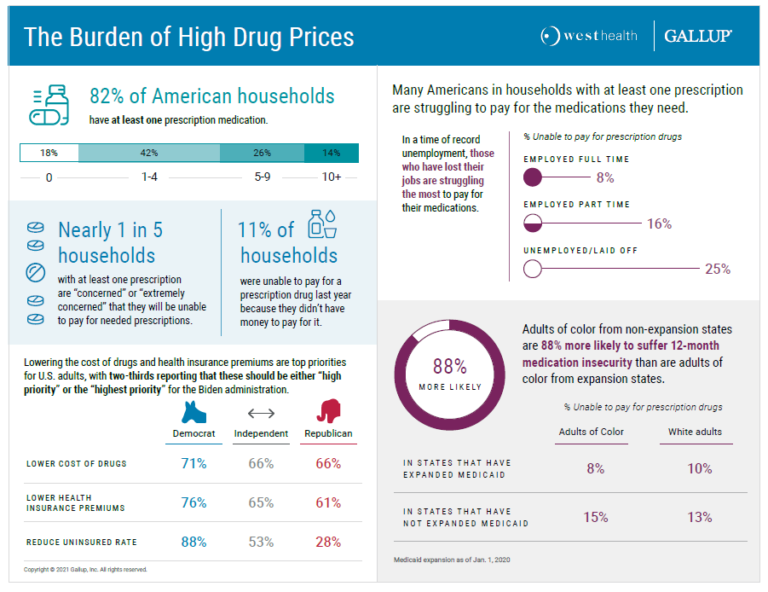 The Burden of High Drug Prices
westhealth
GALLUP®
82% of American households
have at least one prescription medication.
18% 42% 26% 14%
0 1-4 5-9 10+
Nearly 1 in 5
households
with at least one prescription
are “concerned” or “extremely
concerned” that they will be unable
to pay for needed prescriptions.
11% of
households
were unable to pay for a
prescription drug last year
because they didn’t have
money to pay for it.
Lowering the cost of drugs and health insurance premiums are top priorities
for U.S. adults, with two-thirds reporting that these should be either “high
priority” or the “highest priority” for the Biden administration.
Democrat Independent Republican
LOWER COST OF DRUGS 71% 66% 66%
LOWER HEALTH
INSURANCE PREMIUMS 76% 65% 61%
REDUCE UNINSURED RATE 88% 53% 28%
Copyright © 2021 Gallup, Inc. All rights reserved.
Many Americans in households with at least one prescription
are struggling to pay for the medications they need.
In a time of record
unemployment, those
who have lost their
jobs are struggling
the most to pay for
their medications.
% Unable to pay for prescription drugs
EMPLOYED FULL TIME
8%
EMPLOYED PART TIME
16%
UNEMPLOYED/LAID OFF
25%
88%
MORE LIKELY
Adults of color from non-expansion states
are 88% more likely to suffer 12-month
medication insecurity than are adults of
color from expansion states.
% Unable to pay for prescription drugs
Adults of Color White adults
IN STATES THAT HAVE
EXPANDED MEDICAID 8% 10%
IN STATES THAT HAVE
NOT EXPANDED MEDICAID 15% 13%
Medicaid expansion as of Jan. 1, 2020